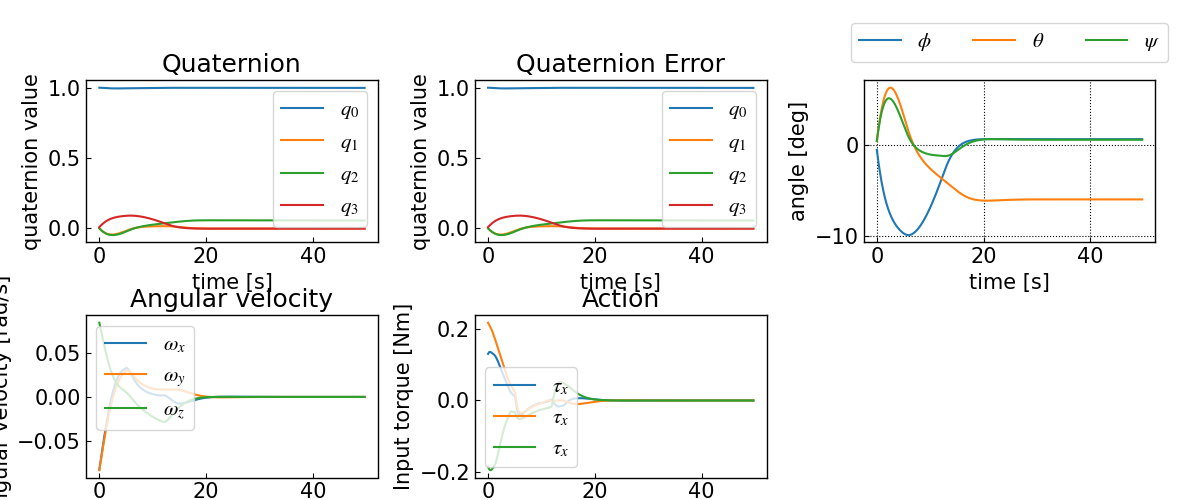 ϕ θ ψ
Quaternion
quaternion value
1.0
0.5
0.0
q₀
q₁
q₂
q₃
0 20 40
time [s]
Quaternion Error
quaternion value
1.0
0.5
0.0
q₀
q₁
q₂
q₃
0 20 40
time [s]
angle [deg]
0
−10
0 20 40
time [s]
Angular velocity
velocity [rad/s]
0.05
0.00
−0.05
ωₓ
ω_y
ω_z
0 20 40
Action
Input torque [Nm]
0.2
0.0
−0.2
τₓ
τₓ
τₓ
0 20 40